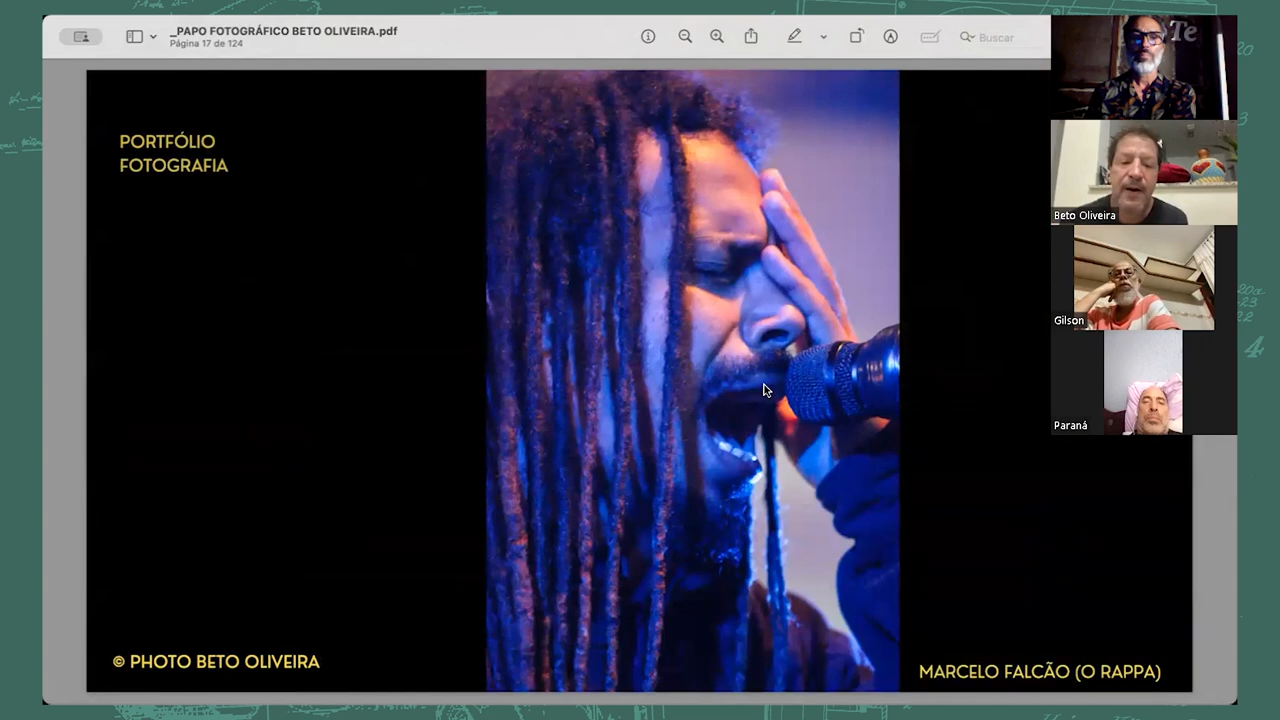 _PAPO FOTOGRÁFICO BETO OLIVEIRA.pdf
Página 17 de 124
Buscar
Te
PORTFÓLIO
FOTOGRAFIA
© PHOTO BETO OLIVEIRA
MARCELO FALCÃO (O RAPPA)
Beto Oliveira
Gilson
Paraná